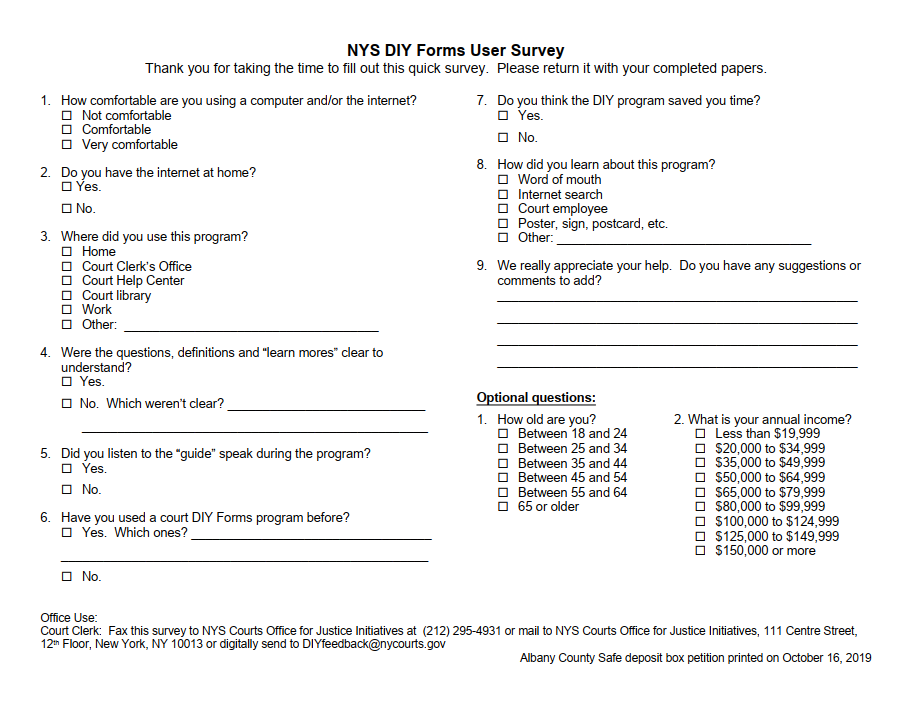 NYS DIY Forms User Survey
Thank you for taking the time to fill out this quick survey.  Please return it with your completed papers.
1. How comfortable are you using a computer and/or the internet?
☐ Not comfortable
☐ Comfortable
☐ Very comfortable
2. Do you have the internet at home?
☐ Yes.
☐ No.
3. Where did you use this program?
☐ Home
☐ Court Clerk's Office
☐ Court Help Center
☐ Court library
☐ Work
☐ Other: ____________________
4. Were the questions, definitions and “learn mores” clear to
understand?
☐ Yes.
☐ No.  Which weren't clear? ____________________
____________________
5. Did you listen to the “guide” speak during the program?
☐ Yes.
☐ No.
6. Have you used a court DIY Forms program before?
☐ Yes.  Which ones? ____________________
____________________
☐ No.
7. Do you think the DIY program saved you time?
☐ Yes.
☐ No.
8. How did you learn about this program?
☐ Word of mouth
☐ Internet search
☐ Court employee
☐ Poster, sign, postcard, etc.
☐ Other: ____________________
9. We really appreciate your help.  Do you have any suggestions or
comments to add?
____________________
____________________
____________________
____________________
Optional questions:
1. How old are you?
☐ Between 18 and 24
☐ Between 25 and 34
☐ Between 35 and 44
☐ Between 45 and 54
☐ Between 55 and 64
☐ 65 or older
2. What is your annual income?
☐ Less than $19,999
☐ $20,000 to $34,999
☐ $35,000 to $49,999
☐ $50,000 to $64,999
☐ $65,000 to $79,999
☐ $80,000 to $99,999
☐ $100,000 to $124,999
☐ $125,000 to $149,999
☐ $150,000 or more
Office Use:
Court Clerk:  Fax this survey to NYS Courts Office for Justice Initiatives at  (212) 295-4931 or mail to NYS Courts Office for Justice Initiatives, 111 Centre Street,
12th Floor, New York, NY 10013 or digitally send to DIYfeedback@nycourts.gov
Albany County Safe deposit box petition printed on October 16, 2019